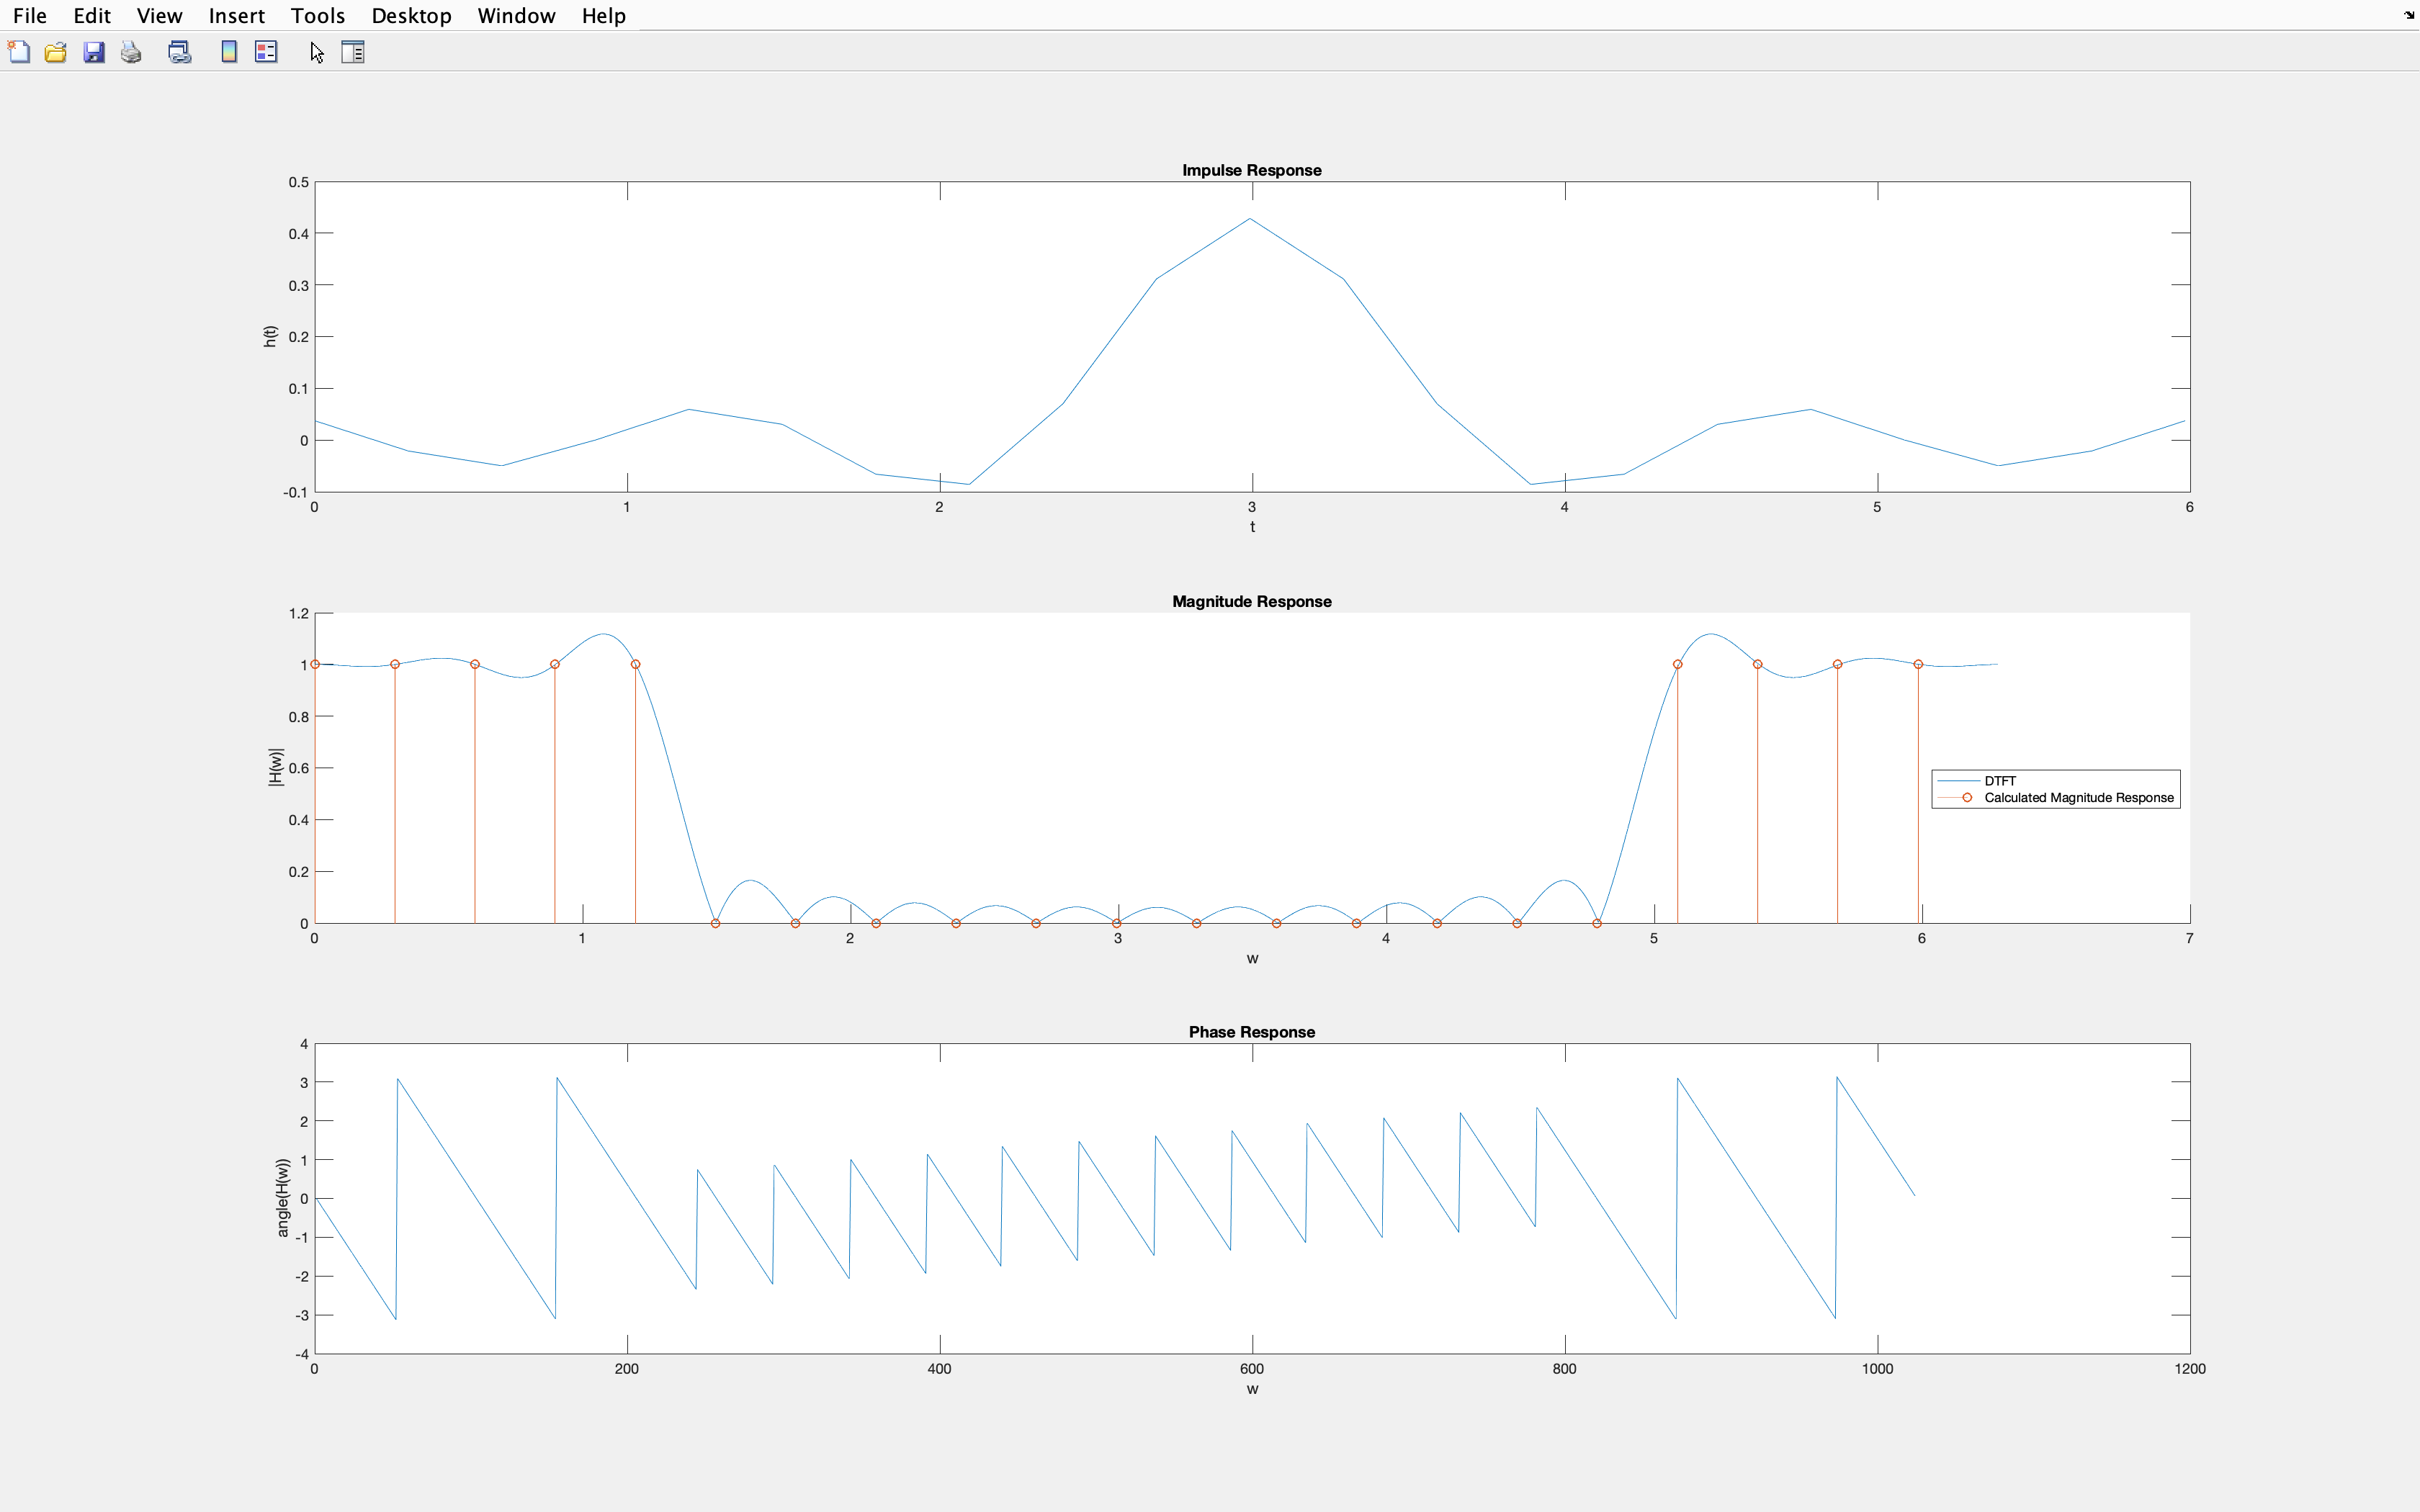 File Edit View Insert Tools Desktop Window Help
Impulse Response
0.5
0.4
0.3
0.2
0.1
0
-0.1
h(t)
0 1 2 3 4 5 6
t
Magnitude Response
1.2
1
0.8
0.6
0.4
0.2
0
|H(w)|
DTFT
Calculated Magnitude Response
0 1 2 3 4 5 6 7
w
Phase Response
4
3
2
1
0
-1
-2
-3
-4
angle(H(w))
0 200 400 600 800 1000 1200
w